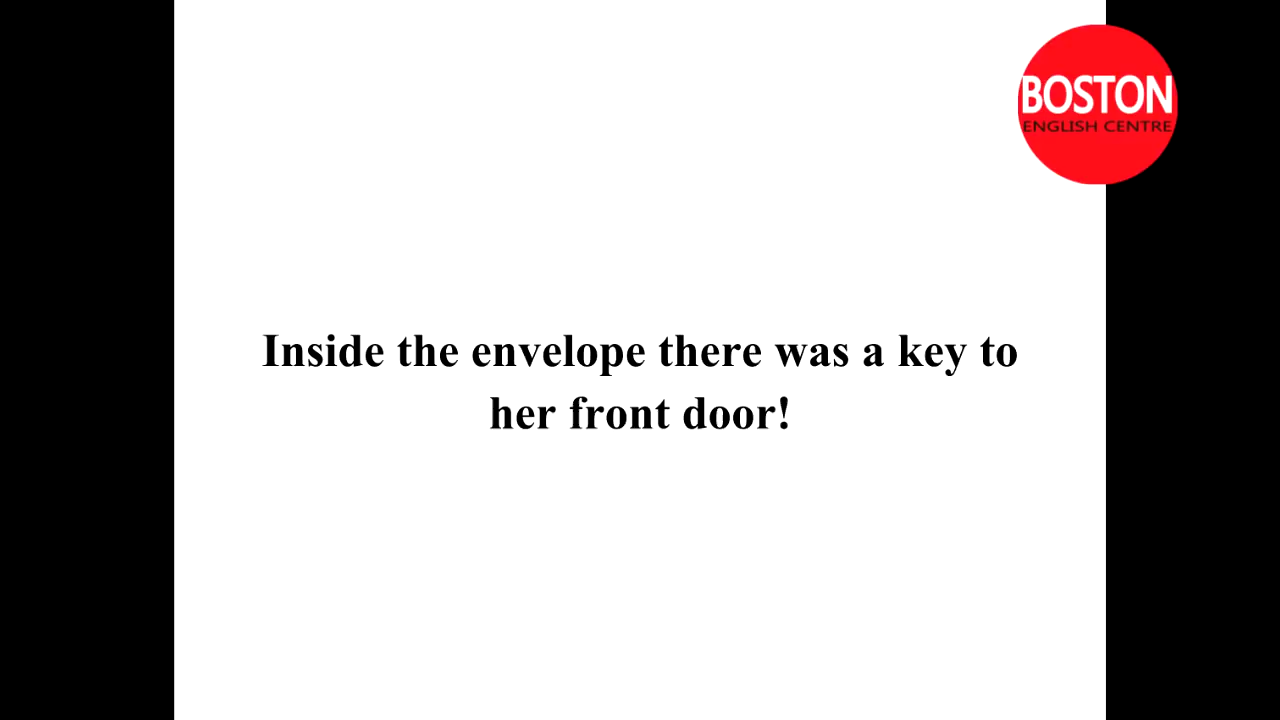 BOSTON
ENGLISH CENTRE
Inside the envelope there was a key to
her front door!